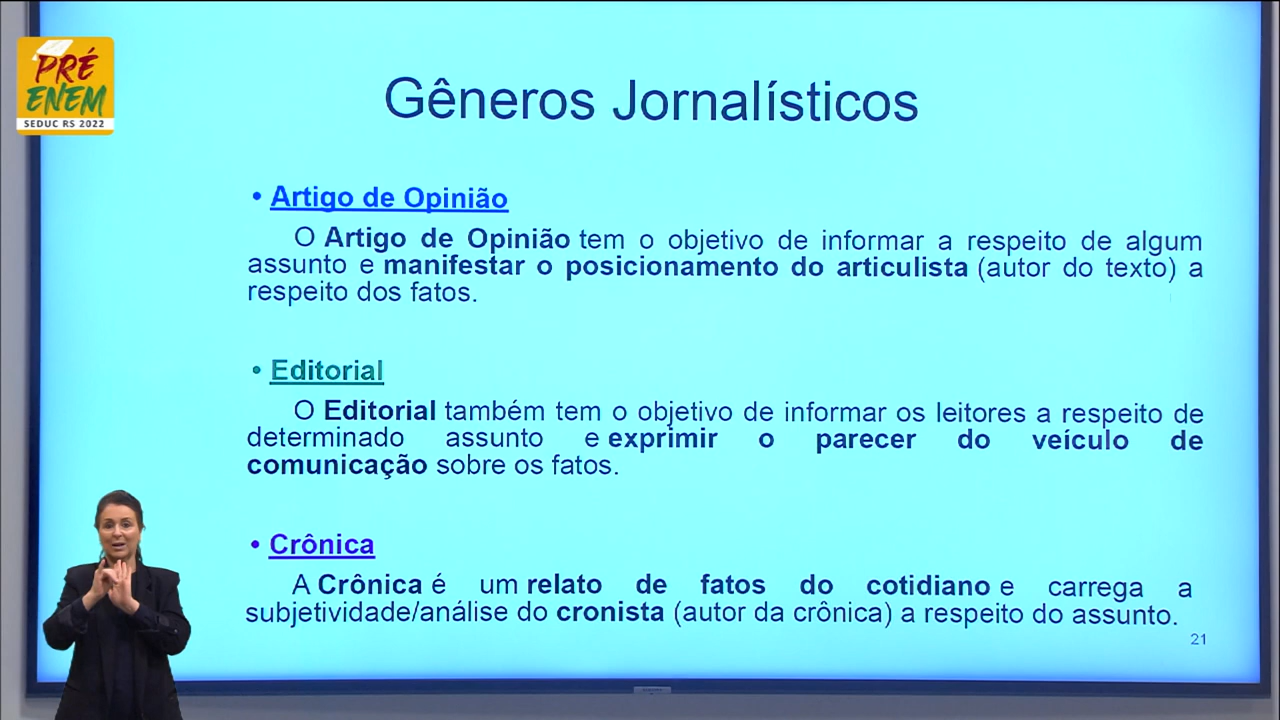 PRÉ
ENEM
SEDUC RS 2022
Gêneros Jornalísticos
• Artigo de Opinião
O Artigo de Opinião tem o objetivo de informar a respeito de algum
assunto e manifestar o posicionamento do articulista (autor do texto) a
respeito dos fatos.
• Editorial
O Editorial também tem o objetivo de informar os leitores a respeito de
determinado assunto e exprimir o parecer do veículo de
comunicação sobre os fatos.
• Crônica
A Crônica é um relato de fatos do cotidiano e carrega a
subjetividade/análise do cronista (autor da crônica) a respeito do assunto.
21